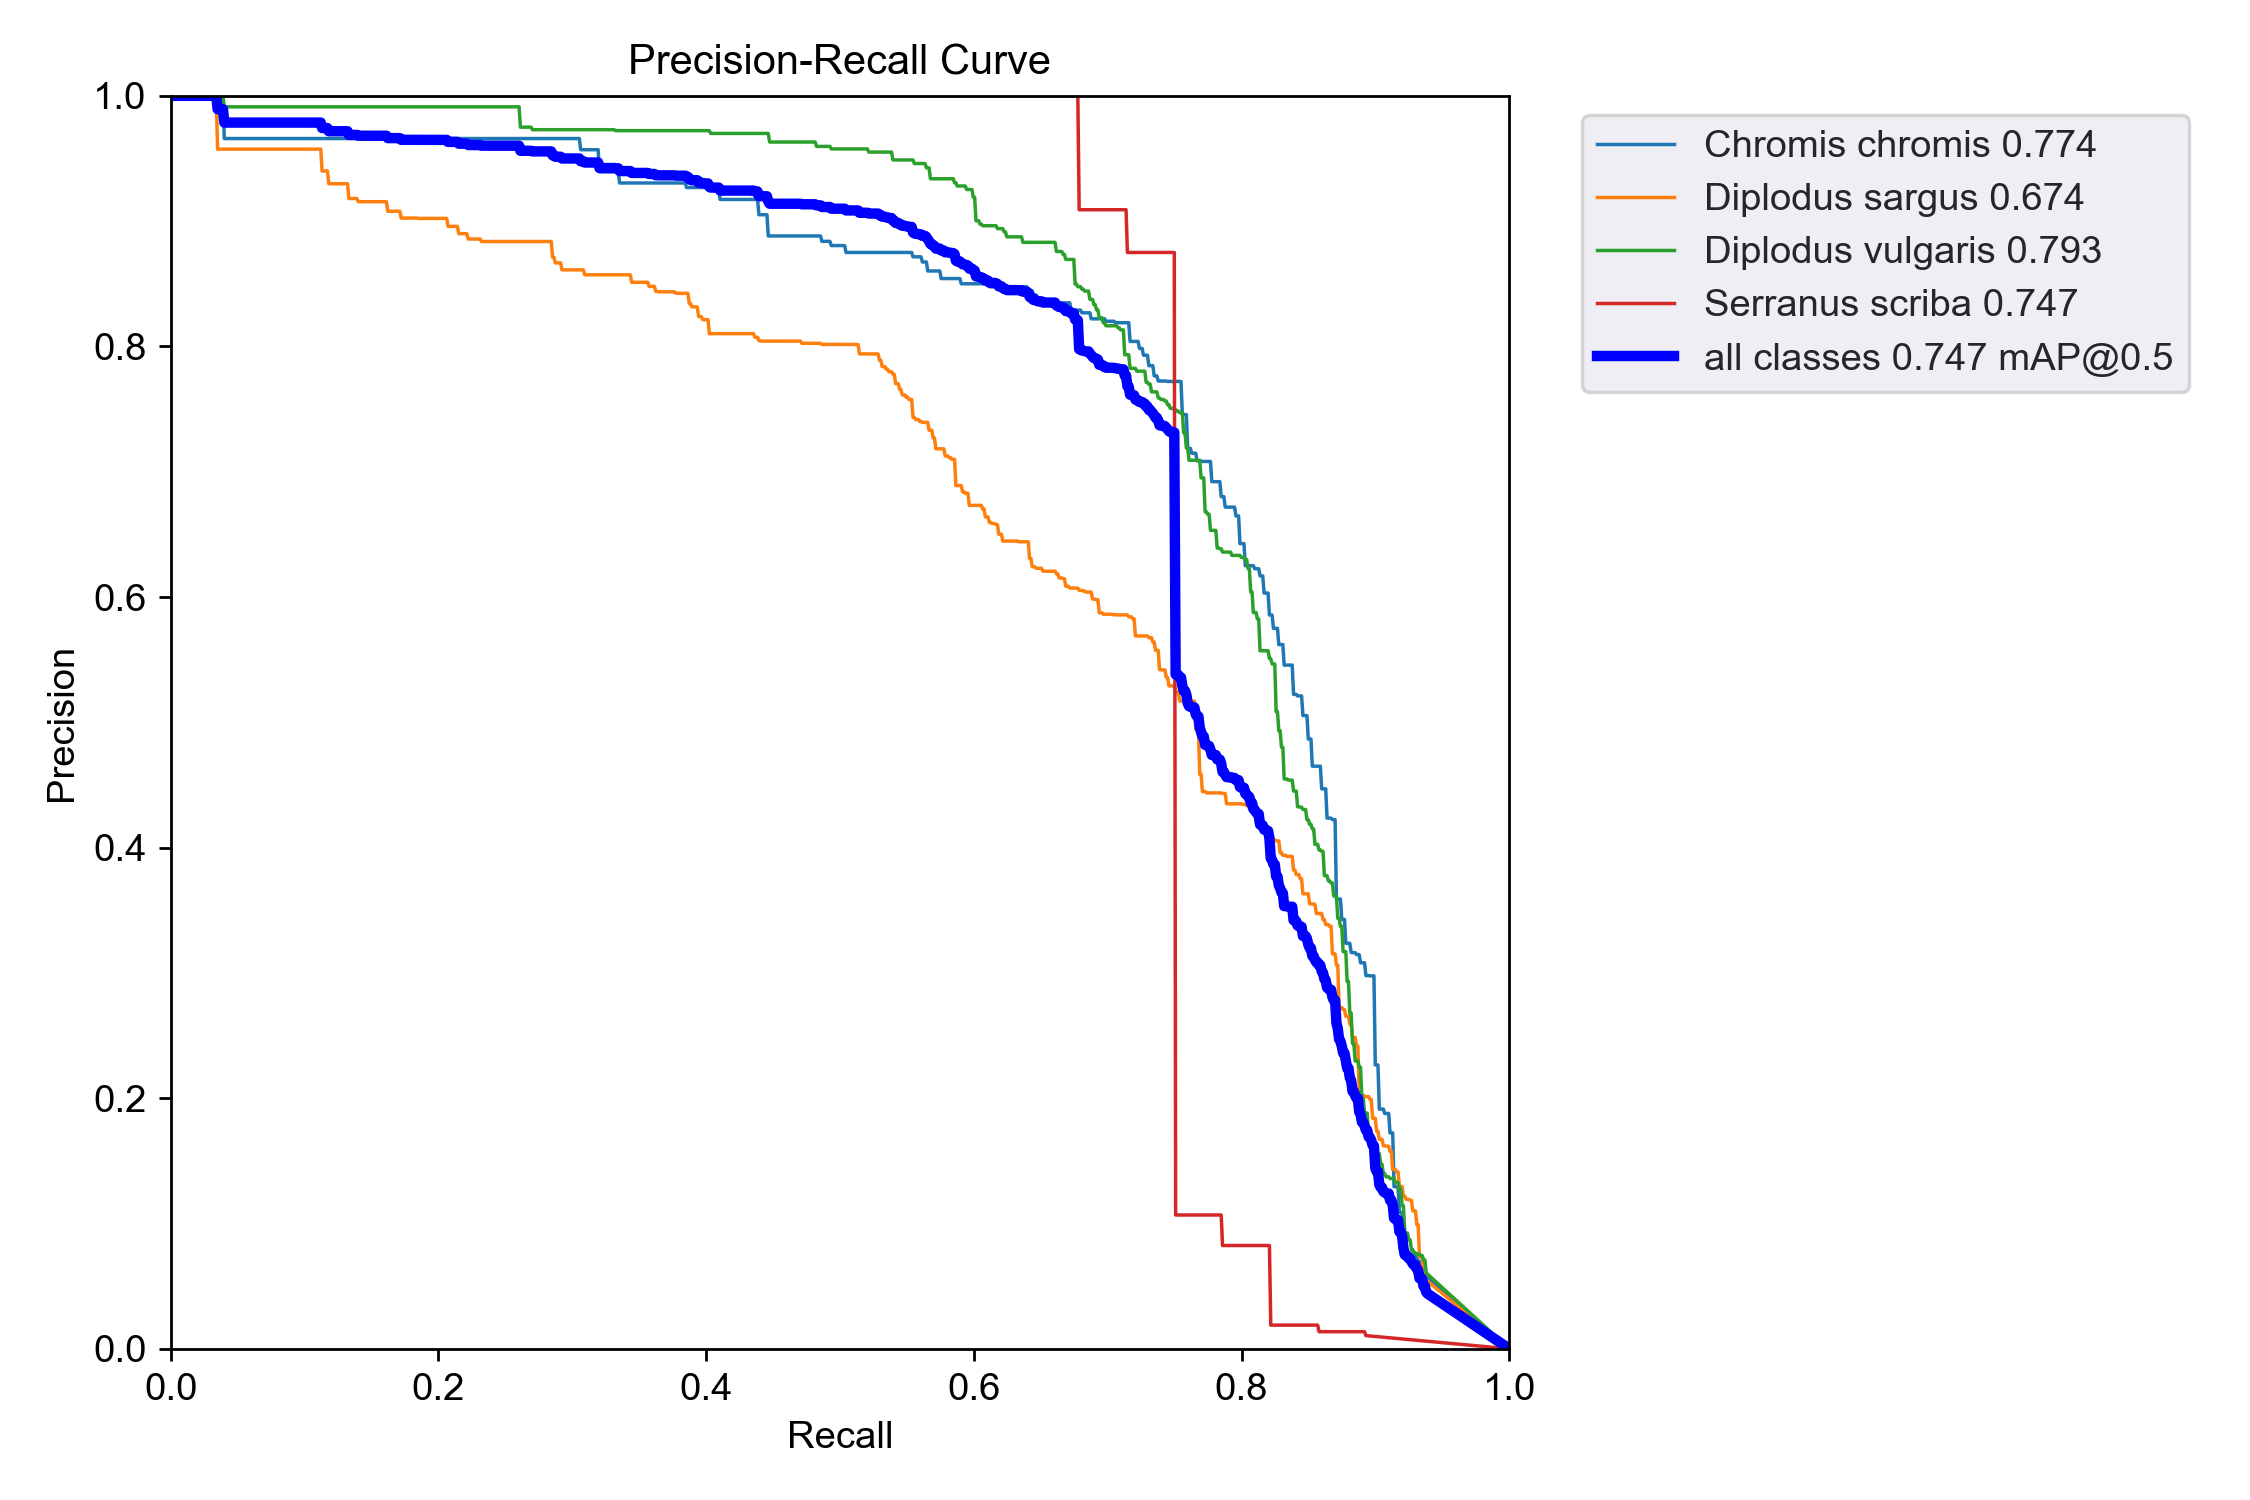 Precision-Recall Curve
1.0
0.8
0.6
0.4
0.2
0.0
Precision
0.0 0.2 0.4 0.6 0.8 1.0
Recall
Chromis chromis 0.774
Diplodus sargus 0.674
Diplodus vulgaris 0.793
Serranus scriba 0.747
all classes 0.747 mAP@0.5